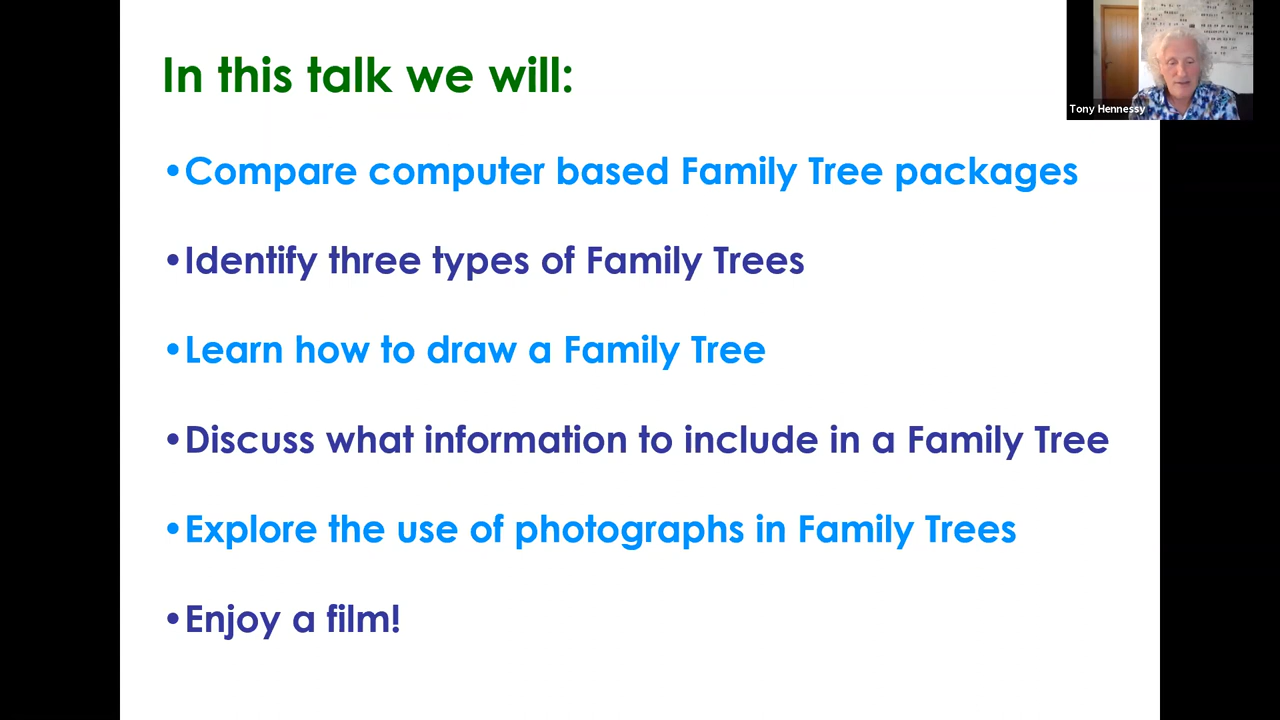 In this talk we will:
Tony Hennessy
•Compare computer based Family Tree packages
•Identify three types of Family Trees
•Learn how to draw a Family Tree
•Discuss what information to include in a Family Tree
•Explore the use of photographs in Family Trees
•Enjoy a film!